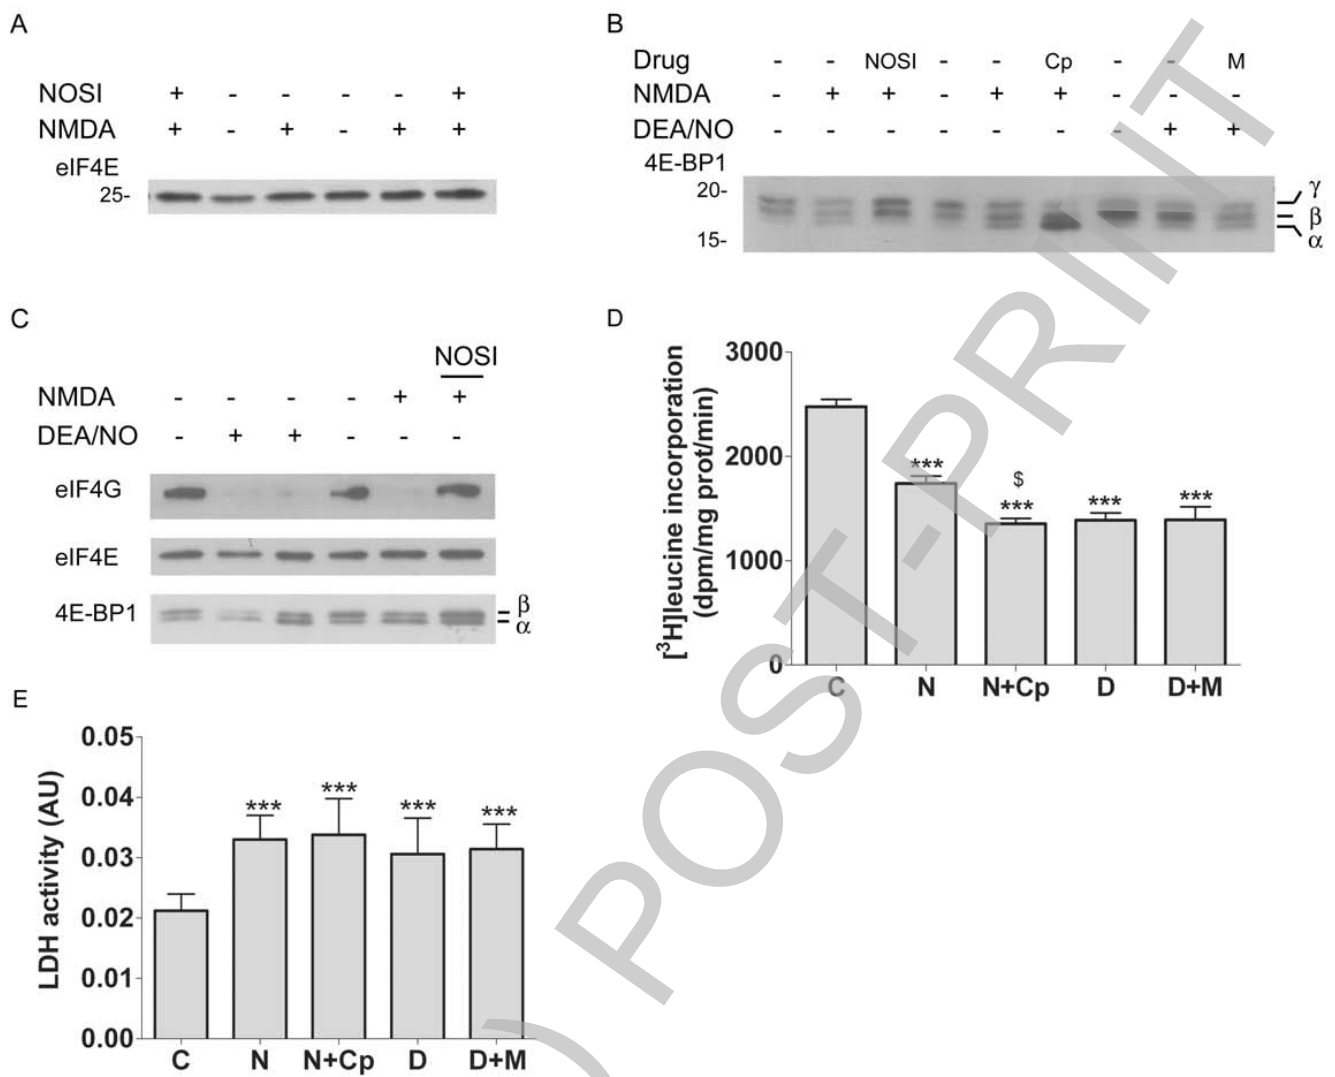 A
NOSI + - - - - +
NMDA + - + - + +
eIF4E
25-
B
Drug - - NOSI - - Cp - - M
NMDA - + + - + + - - -
DEA/NO - - - - - - - + +
4E-BP1
20-
15-
γ
β
α
C
NOSI
NMDA - - - - + +
DEA/NO - + + - - -
eIF4G
eIF4E
4E-BP1
β
α
D
[³H]leucine incorporation
(dpm/mg prot/min)
3000
2000
1000
0
***
$
***
***
***
C N N+Cp D D+M
E
LDH activity (AU)
0.05
0.04
0.03
0.02
0.01
0.00
***
***
***
***
C N N+Cp D D+M
) POST-PRINT